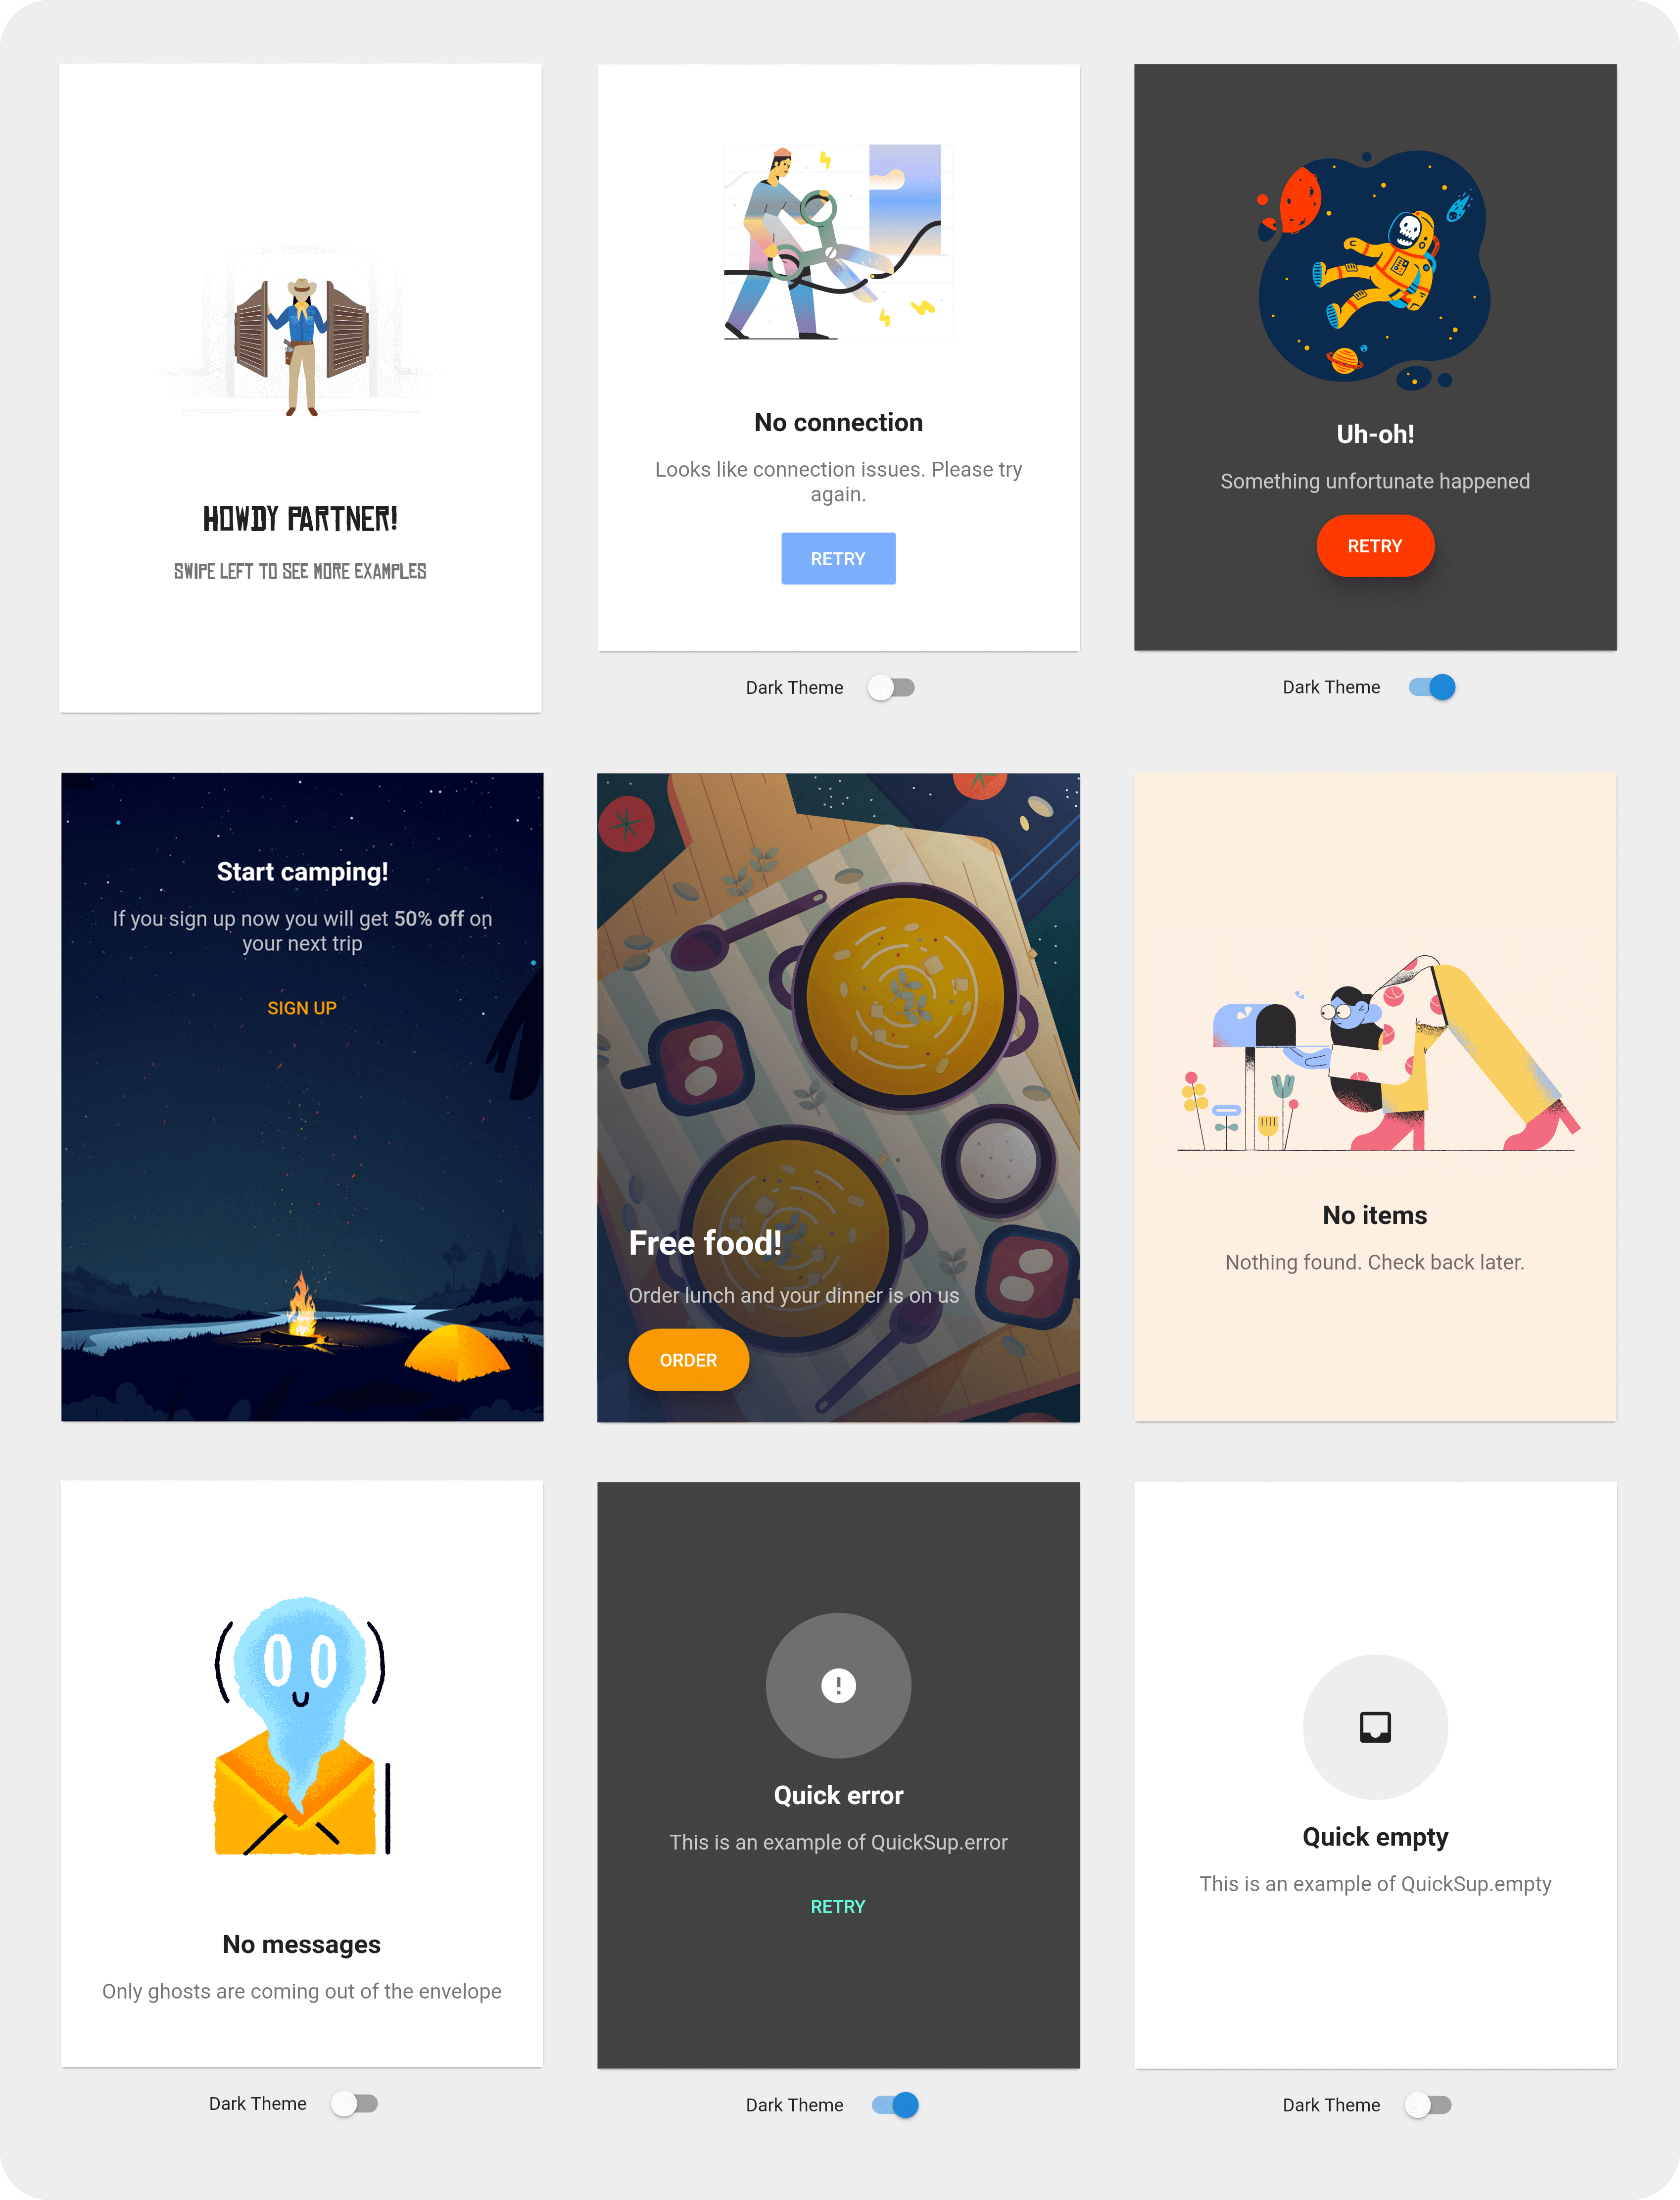 HOWDY PARTNER!
SWIPE LEFT TO SEE MORE EXAMPLES
No connection
Looks like connection issues. Please try
again.
RETRY
Dark Theme
Uh-oh!
Something unfortunate happened
RETRY
Dark Theme
Start camping!
If you sign up now you will get 50% off on
your next trip
SIGN UP
Free food!
Order lunch and your dinner is on us
ORDER
No items
Nothing found. Check back later.
No messages
Only ghosts are coming out of the envelope
Dark Theme
Quick error
This is an example of QuickSup.error
RETRY
Dark Theme
Quick empty
This is an example of QuickSup.empty
Dark Theme